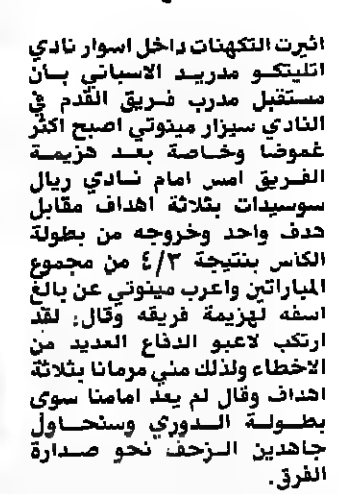 اثيرت التكهنات داخل اسوار نادي
اتليتكو مدريد الاسباني بأن
مستقبل مدرب فريق القدم في
النادي سيزار مينوتي اصبح اكثر
غموضا وخاصة بعد هزيمة
الفريق امس امام نادي ريال
سوسيدات بثلاثة اهداف مقابل
هدف واحد وخروجه من بطولة
الكاس بنتيجة ٤/٣ من مجموع
المباراتين واعرب مينوتي عن بالغ
اسفه لهزيمة فريقه وقال: لقد
ارتكب لاعبو الدفاع العديد من
الاخطاء ولذلك مني مرمانا بثلاثة
اهداف وقال لم يعد امامنا سوى
بطولة الدوري وسنحاول
جاهدين الزحف نحو صدارة
الفرق.